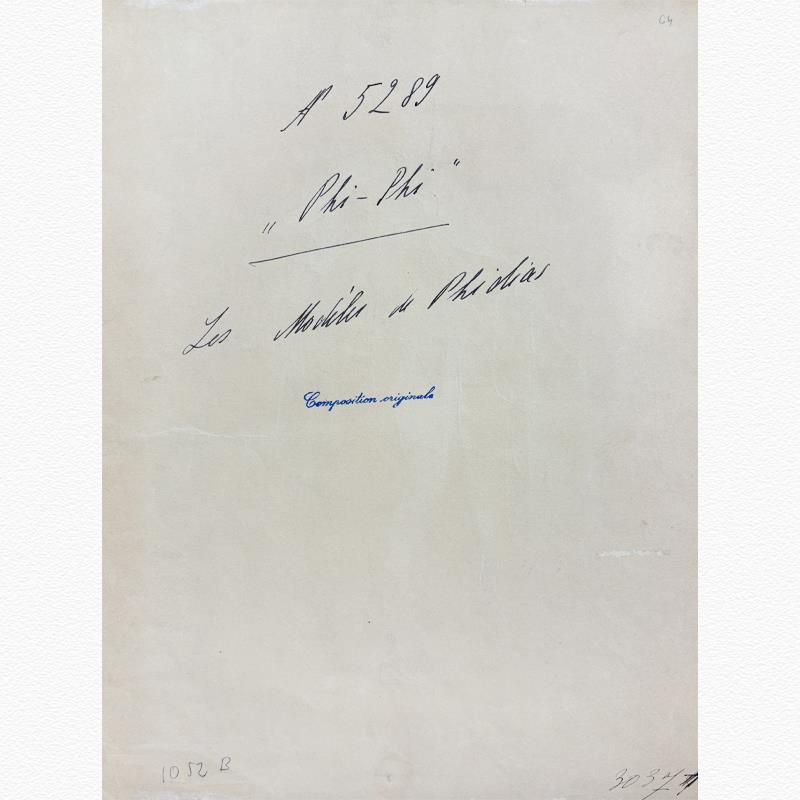 64
N° 5289
„ Phi-Phi "
Les Modèles de Phidias
Composition originale
1052 B
3037